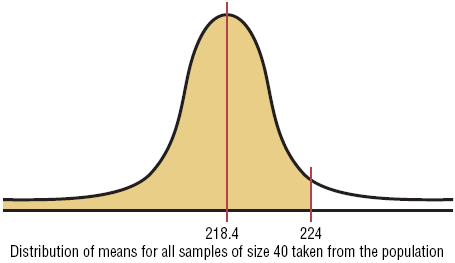 218.4 224
Distribution of means for all samples of size 40 taken from the population